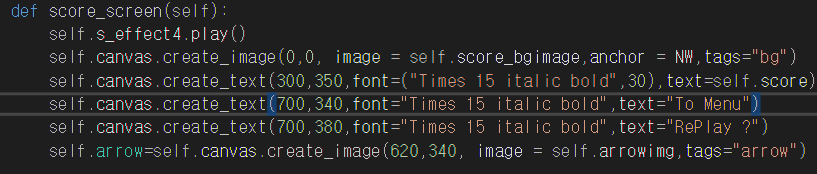 def score_screen(self):
self.s_effect4.play()
self.canvas.create_image(0,0, image = self.score_bgimage,anchor = NW,tags="bg")
self.canvas.create_text(300,350,font=("Times 15 italic bold",30),text=self.score)
self.canvas.create_text(700,340,font="Times 15 italic bold",text="To Menu")
self.canvas.create_text(700,380,font="Times 15 italic bold",text="RePlay ?")
self.arrow=self.canvas.create_image(620,340, image = self.arrowimg,tags="arrow")